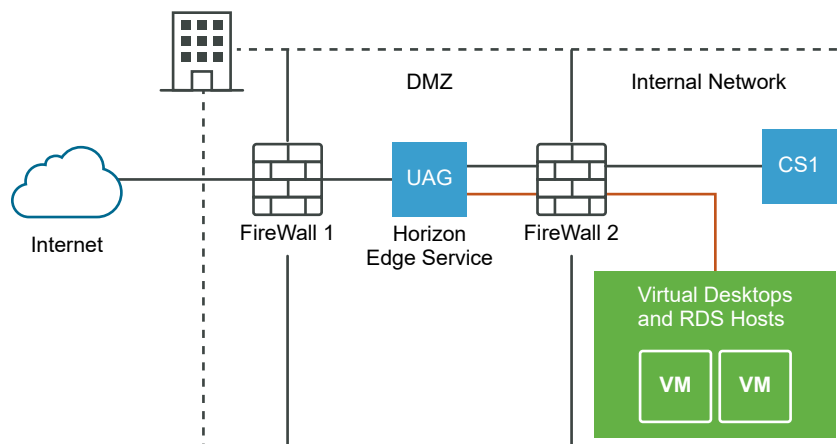 DMZ
Internal Network
UAG
CS1
Internet
FireWall 1
Horizon
Edge Service
FireWall 2
Virtual Desktops
and RDS Hosts
VM
VM